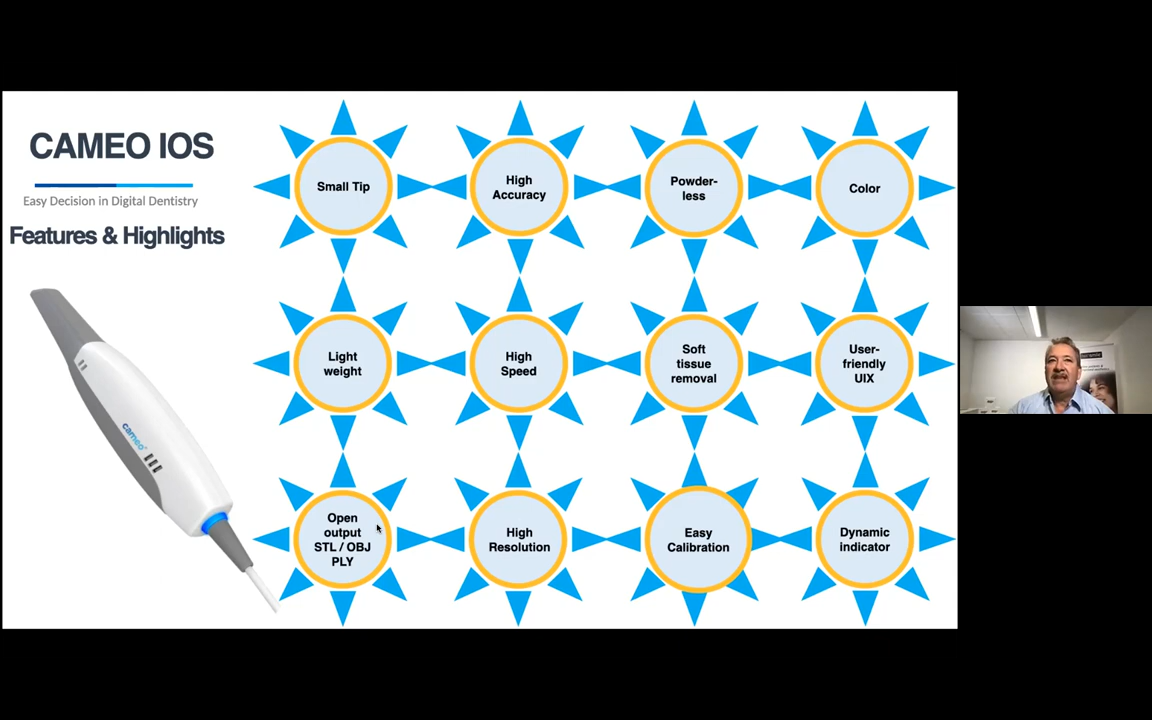 CAMEO IOS
Easy Decision in Digital Dentistry
Features & Highlights
cameo
Small Tip
High
Accuracy
Powder-
less
Color
Light
weight
High
Speed
Soft
tissue
removal
User-
friendly
UIX
Open
output
STL / OBJ
PLY
High
Resolution
Easy
Calibration
Dynamic
indicator